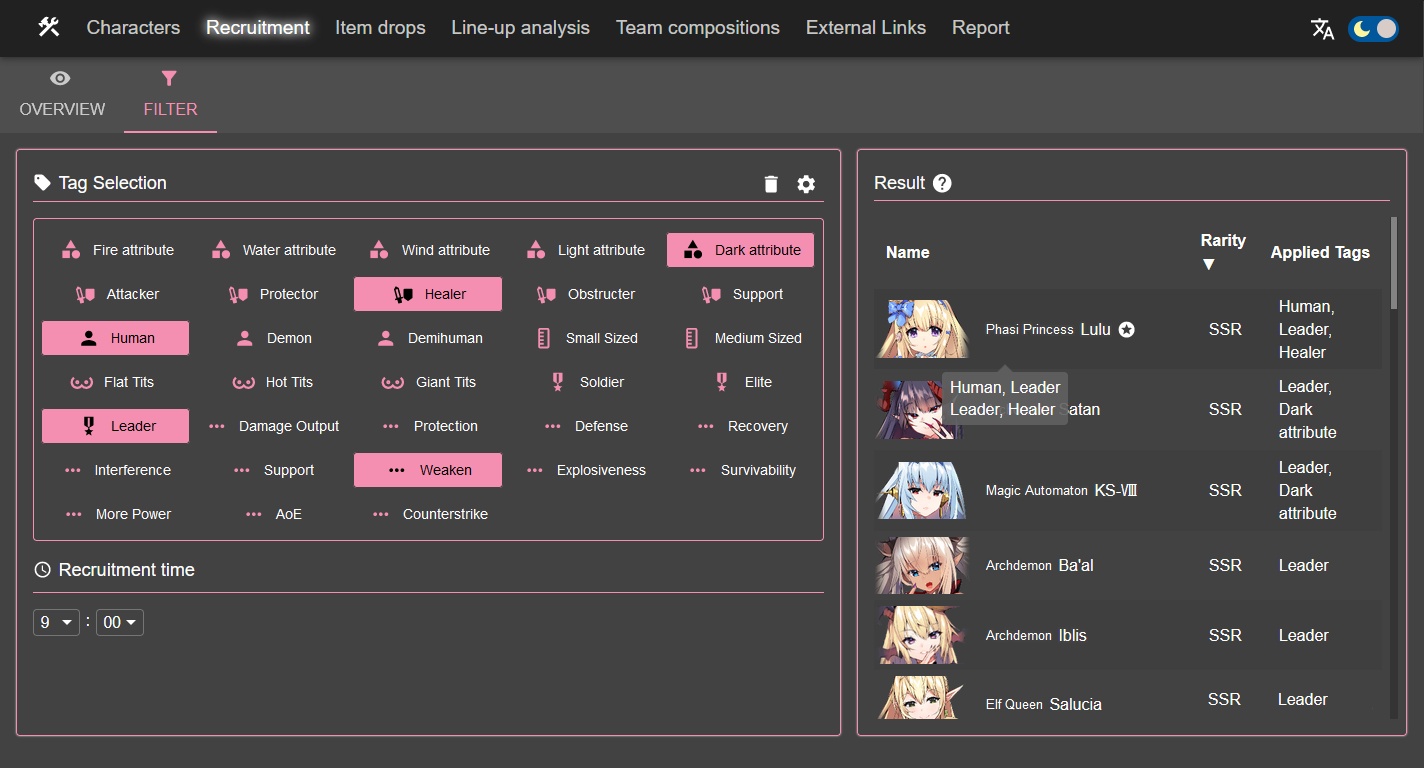 Characters Recruitment Item drops Line-up analysis Team compositions External Links Report
OVERVIEW FILTER
Tag Selection
Fire attribute Water attribute Wind attribute Light attribute Dark attribute
Attacker Protector Healer Obstructer Support
Human Demon Demihuman Small Sized Medium Sized
Flat Tits Hot Tits Giant Tits Soldier Elite
Leader Damage Output Protection Defense Recovery
Interference Support Weaken Explosiveness Survivability
More Power AoE Counterstrike
Recruitment time
9 : 00
Result
Name Rarity ▼ Applied Tags
Phasi Princess Lulu SSR Human,
Leader,
Healer
Human, Leader
Leader, Healer
Satan SSR Leader,
Dark
attribute
Magic Automaton KS-Ⅷ SSR Leader,
Dark
attribute
Archdemon Ba'al SSR Leader
Archdemon Iblis SSR Leader
Elf Queen Salucia SSR Leader